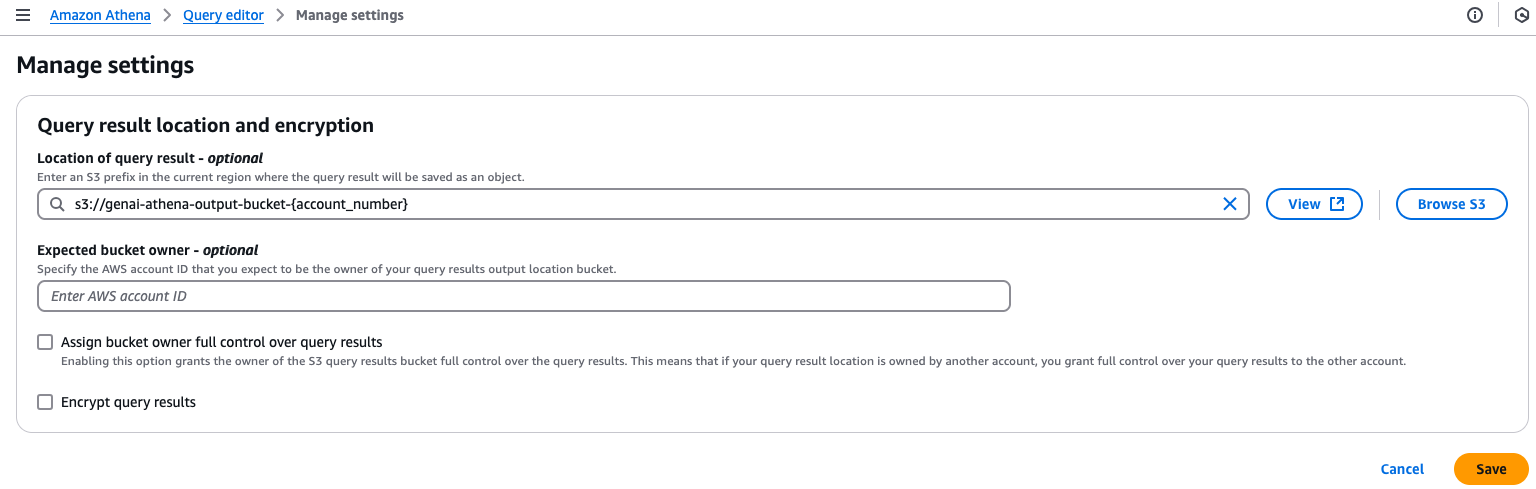 Amazon Athena > Query editor > Manage settings
Manage settings
Query result location and encryption
Location of query result - optional
Enter an S3 prefix in the current region where the query result will be saved as an object.
s3://genai-athena-output-bucket-{account_number}
View
Browse S3
Expected bucket owner - optional
Specify the AWS account ID that you expect to be the owner of your query results output location bucket.
Enter AWS account ID
Assign bucket owner full control over query results
Enabling this option grants the owner of the S3 query results bucket full control over the query results. This means that if your query result location is owned by another account, you grant full control over your query results to the other account.
Encrypt query results
Cancel
Save